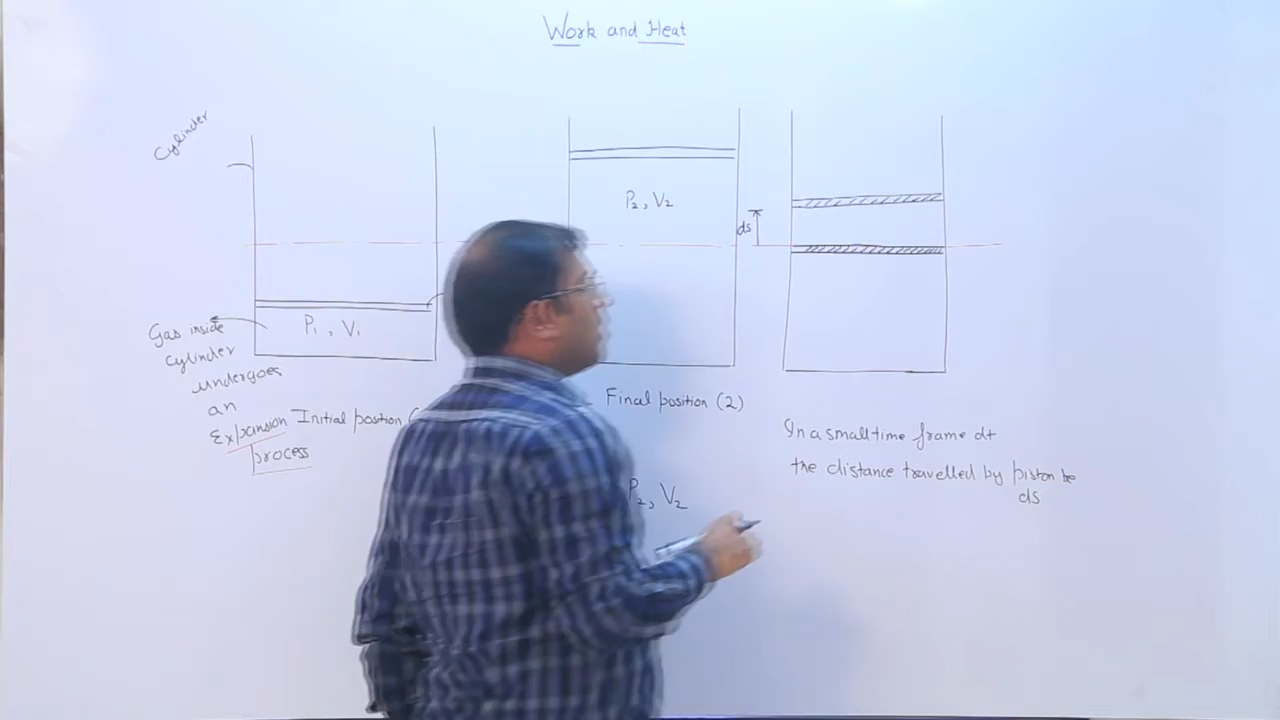 Work and Heat
Cylinder
P₂, V₂
ds
P₁, V₁
Gas inside
cylinder
undergoes
an
Expansion
process
Initial position (
Final position (2)
In a small time frame dt
the distance travelled by piston be
ds
P₂, V₂